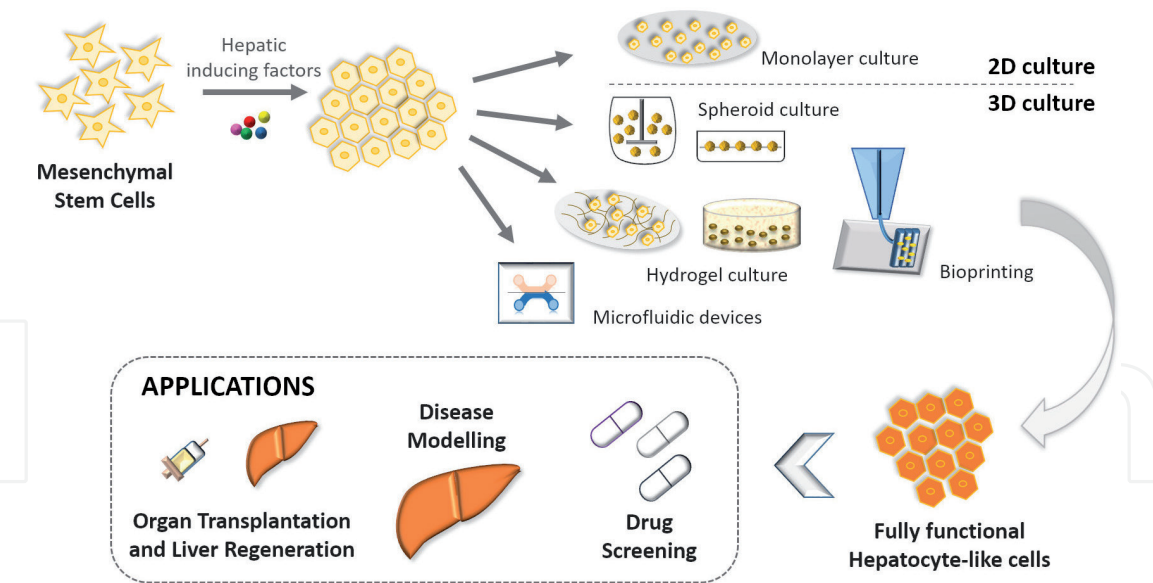 Hepatic
inducing factors
Mesenchymal
Stem Cells
Monolayer culture
2D culture
3D culture
Spheroid culture
Hydrogel culture
Bioprinting
Microfluidic devices
APPLICATIONS
Organ Transplantation
and Liver Regeneration
Disease
Modelling
Drug
Screening
Fully functional
Hepatocyte-like cells